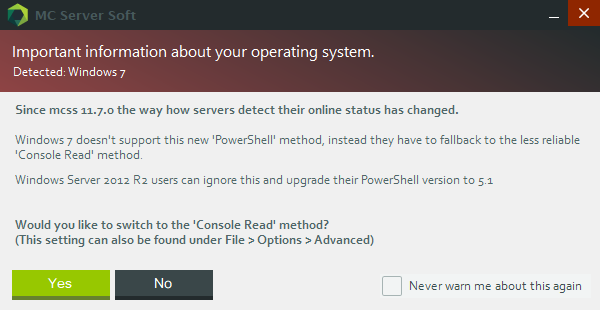 MC Server Soft
Important information about your operating system.
Detected: Windows 7
Since mcss 11.7.0 the way how servers detect their online status has changed.
Windows 7 doesn't support this new 'PowerShell' method, instead they have to fallback to the less reliable
'Console Read' method.
Windows Server 2012 R2 users can ignore this and upgrade their PowerShell version to 5.1
Would you like to switch to the 'Console Read' method?
(This setting can also be found under File > Options > Advanced)
Yes No Never warn me about this again